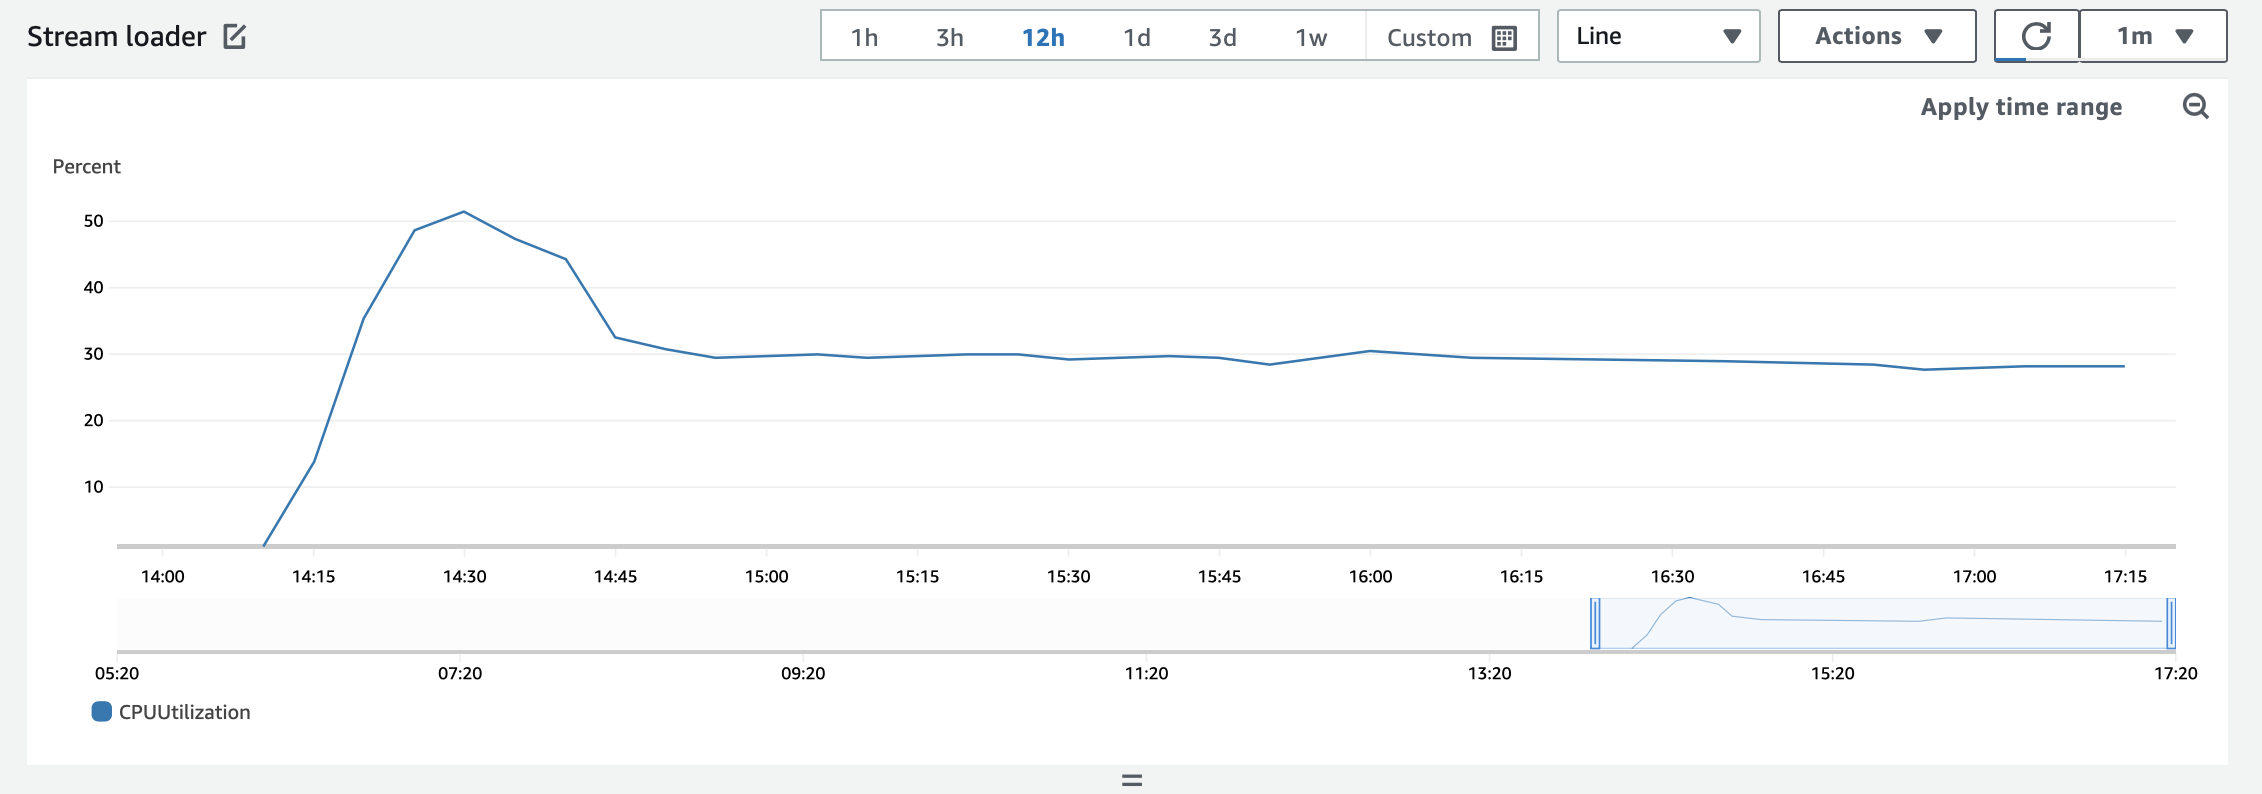 Stream loader
1h 3h 12h 1d 3d 1w Custom Line Actions 1m
Apply time range
Percent
50
40
30
20
10
14:00 14:15 14:30 14:45 15:00 15:15 15:30 15:45 16:00 16:15 16:30 16:45 17:00 17:15
05:20 07:20 09:20 11:20 13:20 15:20 17:20
CPUUtilization